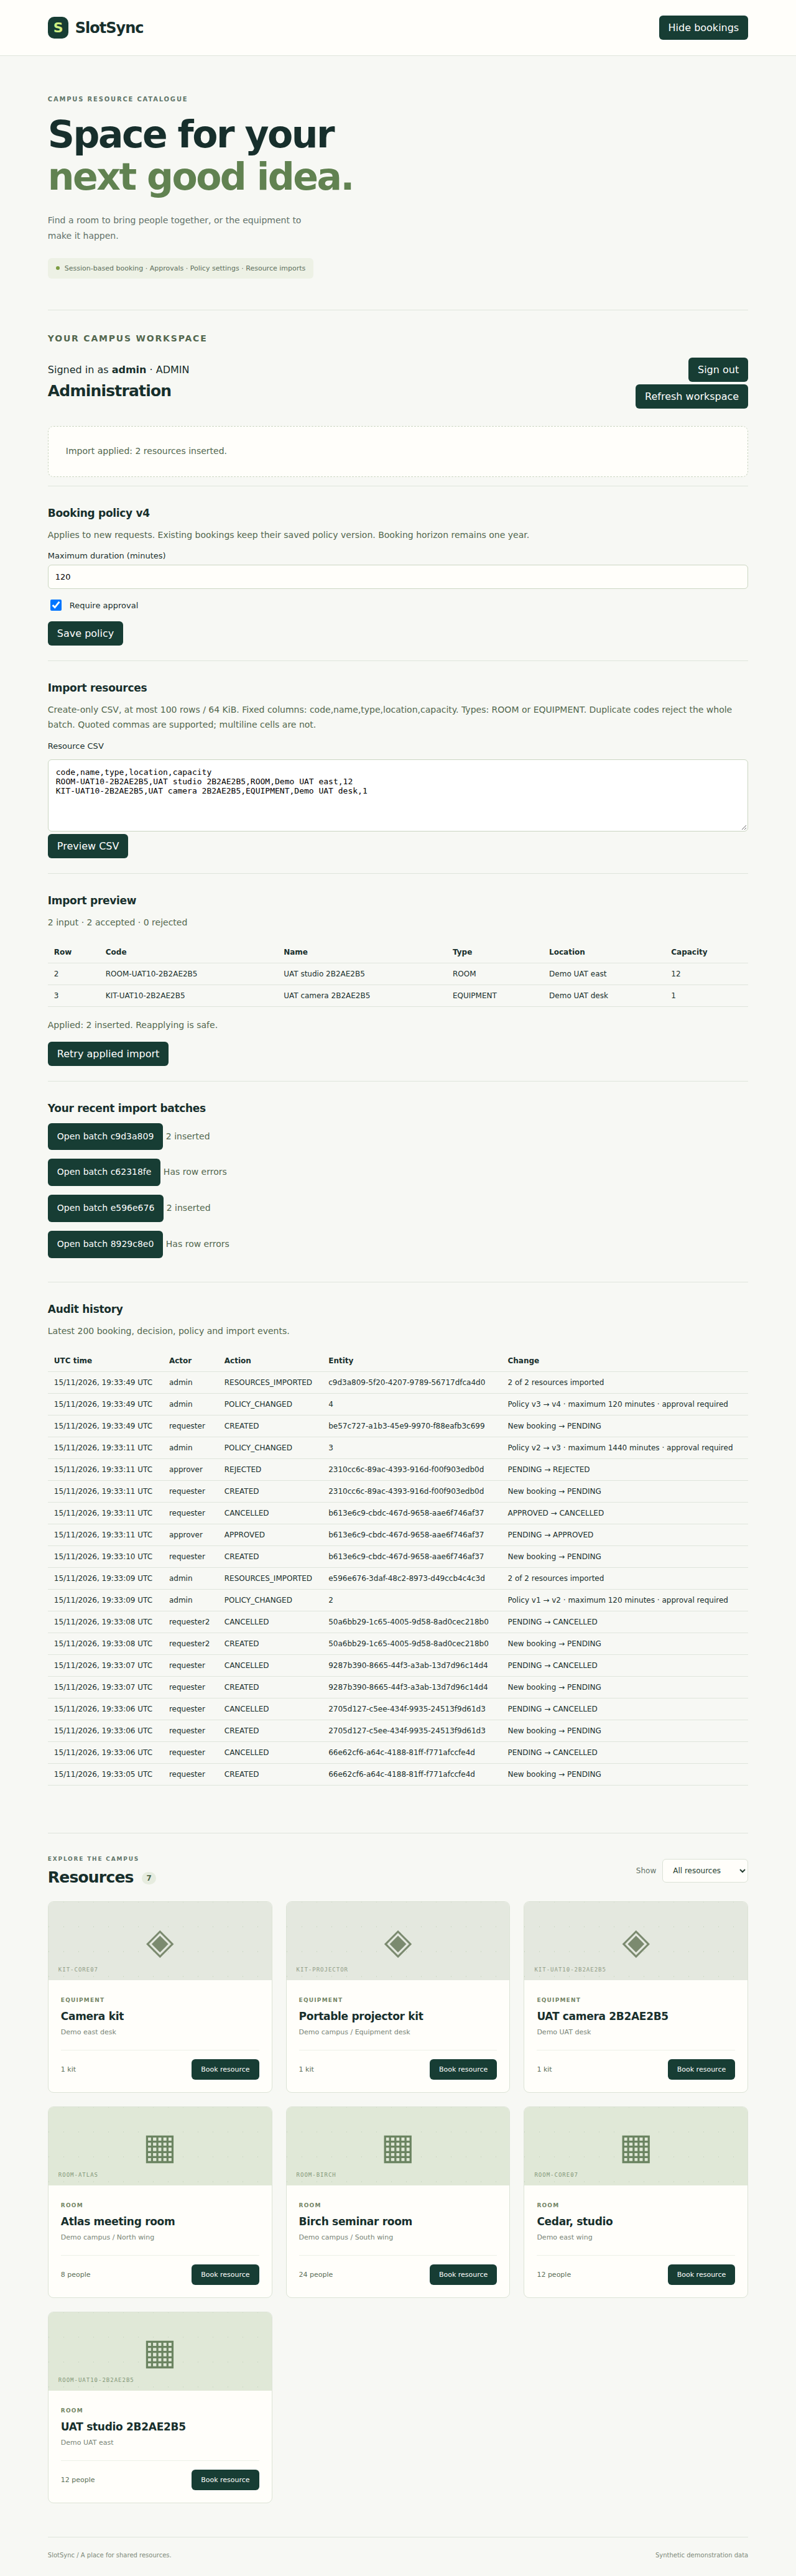 S SlotSync
Hide bookings
CAMPUS RESOURCE CATALOGUE
Space for your
next good idea.
Find a room to bring people together, or the equipment to
make it happen.
Session-based booking · Approvals · Policy settings · Resource imports
YOUR CAMPUS WORKSPACE
Signed in as admin · ADMIN
Sign out
Administration
Refresh workspace
Import applied: 2 resources inserted.
Booking policy v4
Applies to new requests. Existing bookings keep their saved policy version. Booking horizon remains one year.
Maximum duration (minutes)
120
Require approval
Save policy
Import resources
Create-only CSV, at most 100 rows / 64 KiB. Fixed columns: code,name,type,location,capacity. Types: ROOM or EQUIPMENT. Duplicate codes reject the whole
batch. Quoted commas are supported; multiline cells are not.
Resource CSV
code,name,type,location,capacity
ROOM-UAT10-2B2AE2B5,UAT studio 2B2AE2B5,ROOM,Demo UAT east,12
KIT-UAT10-2B2AE2B5,UAT camera 2B2AE2B5,EQUIPMENT,Demo UAT desk,1
Preview CSV
Import preview
2 input · 2 accepted · 0 rejected
Row Code Name Type Location Capacity
2 ROOM-UAT10-2B2AE2B5 UAT studio 2B2AE2B5 ROOM Demo UAT east 12
3 KIT-UAT10-2B2AE2B5 UAT camera 2B2AE2B5 EQUIPMENT Demo UAT desk 1
Applied: 2 inserted. Reapplying is safe.
Retry applied import
Your recent import batches
Open batch c9d3a809 2 inserted
Open batch c62318fe Has row errors
Open batch e596e676 2 inserted
Open batch 8929c8e0 Has row errors
Audit history
Latest 200 booking, decision, policy and import events.
UTC time Actor Action Entity Change
15/11/2026, 19:33:49 UTC admin RESOURCES_IMPORTED c9d3a809-5f20-4207-9789-56717dfca4d0 2 of 2 resources imported
15/11/2026, 19:33:49 UTC admin POLICY_CHANGED 4 Policy v3 → v4 · maximum 120 minutes · approval required
15/11/2026, 19:33:49 UTC requester CREATED be57c727-a1b3-45e9-9970-f88eafb3c699 New booking → PENDING
15/11/2026, 19:33:11 UTC admin POLICY_CHANGED 3 Policy v2 → v3 · maximum 1440 minutes · approval required
15/11/2026, 19:33:11 UTC approver REJECTED 2310cc6c-89ac-4393-916d-f00f903edb0d PENDING → REJECTED
15/11/2026, 19:33:11 UTC requester CREATED 2310cc6c-89ac-4393-916d-f00f903edb0d New booking → PENDING
15/11/2026, 19:33:11 UTC requester CANCELLED b613e6c9-cbdc-467d-9658-aae6f746af37 APPROVED → CANCELLED
15/11/2026, 19:33:11 UTC approver APPROVED b613e6c9-cbdc-467d-9658-aae6f746af37 PENDING → APPROVED
15/11/2026, 19:33:10 UTC requester CREATED b613e6c9-cbdc-467d-9658-aae6f746af37 New booking → PENDING
15/11/2026, 19:33:09 UTC admin RESOURCES_IMPORTED e596e676-3daf-48c2-8973-d49ccb4c4c3d 2 of 2 resources imported
15/11/2026, 19:33:09 UTC admin POLICY_CHANGED 2 Policy v1 → v2 · maximum 120 minutes · approval required
15/11/2026, 19:33:08 UTC requester2 CANCELLED 50a6bb29-1c65-4005-9d58-8ad0cec218b0 PENDING → CANCELLED
15/11/2026, 19:33:08 UTC requester2 CREATED 50a6bb29-1c65-4005-9d58-8ad0cec218b0 New booking → PENDING
15/11/2026, 19:33:07 UTC requester CANCELLED 9287b390-8665-44f3-a3ab-13d7d96c14d4 PENDING → CANCELLED
15/11/2026, 19:33:07 UTC requester CREATED 9287b390-8665-44f3-a3ab-13d7d96c14d4 New booking → PENDING
15/11/2026, 19:33:06 UTC requester CANCELLED 2705d127-c5ee-434f-9935-24513f9d61d3 PENDING → CANCELLED
15/11/2026, 19:33:06 UTC requester CREATED 2705d127-c5ee-434f-9935-24513f9d61d3 New booking → PENDING
15/11/2026, 19:33:06 UTC requester CANCELLED 66e62cf6-a64c-4188-81ff-f771afccfe4d PENDING → CANCELLED
15/11/2026, 19:33:05 UTC requester CREATED 66e62cf6-a64c-4188-81ff-f771afccfe4d New booking → PENDING
EXPLORE THE CAMPUS
Resources 7
Show All resources
KIT-CORE07 KIT-PROJECTOR KIT-UAT10-2B2AE2B5
EQUIPMENT EQUIPMENT EQUIPMENT
Camera kit Portable projector kit UAT camera 2B2AE2B5
Demo east desk Demo campus / Equipment desk Demo UAT desk
1 kit Book resource 1 kit Book resource 1 kit Book resource
ROOM-ATLAS ROOM-BIRCH ROOM-CORE07
ROOM ROOM ROOM
Atlas meeting room Birch seminar room Cedar, studio
Demo campus / North wing Demo campus / South wing Demo east wing
8 people Book resource 24 people Book resource 12 people Book resource
ROOM-UAT10-2B2AE2B5
ROOM
UAT studio 2B2AE2B5
Demo UAT east
12 people Book resource
SlotSync / A place for shared resources.
Synthetic demonstration data